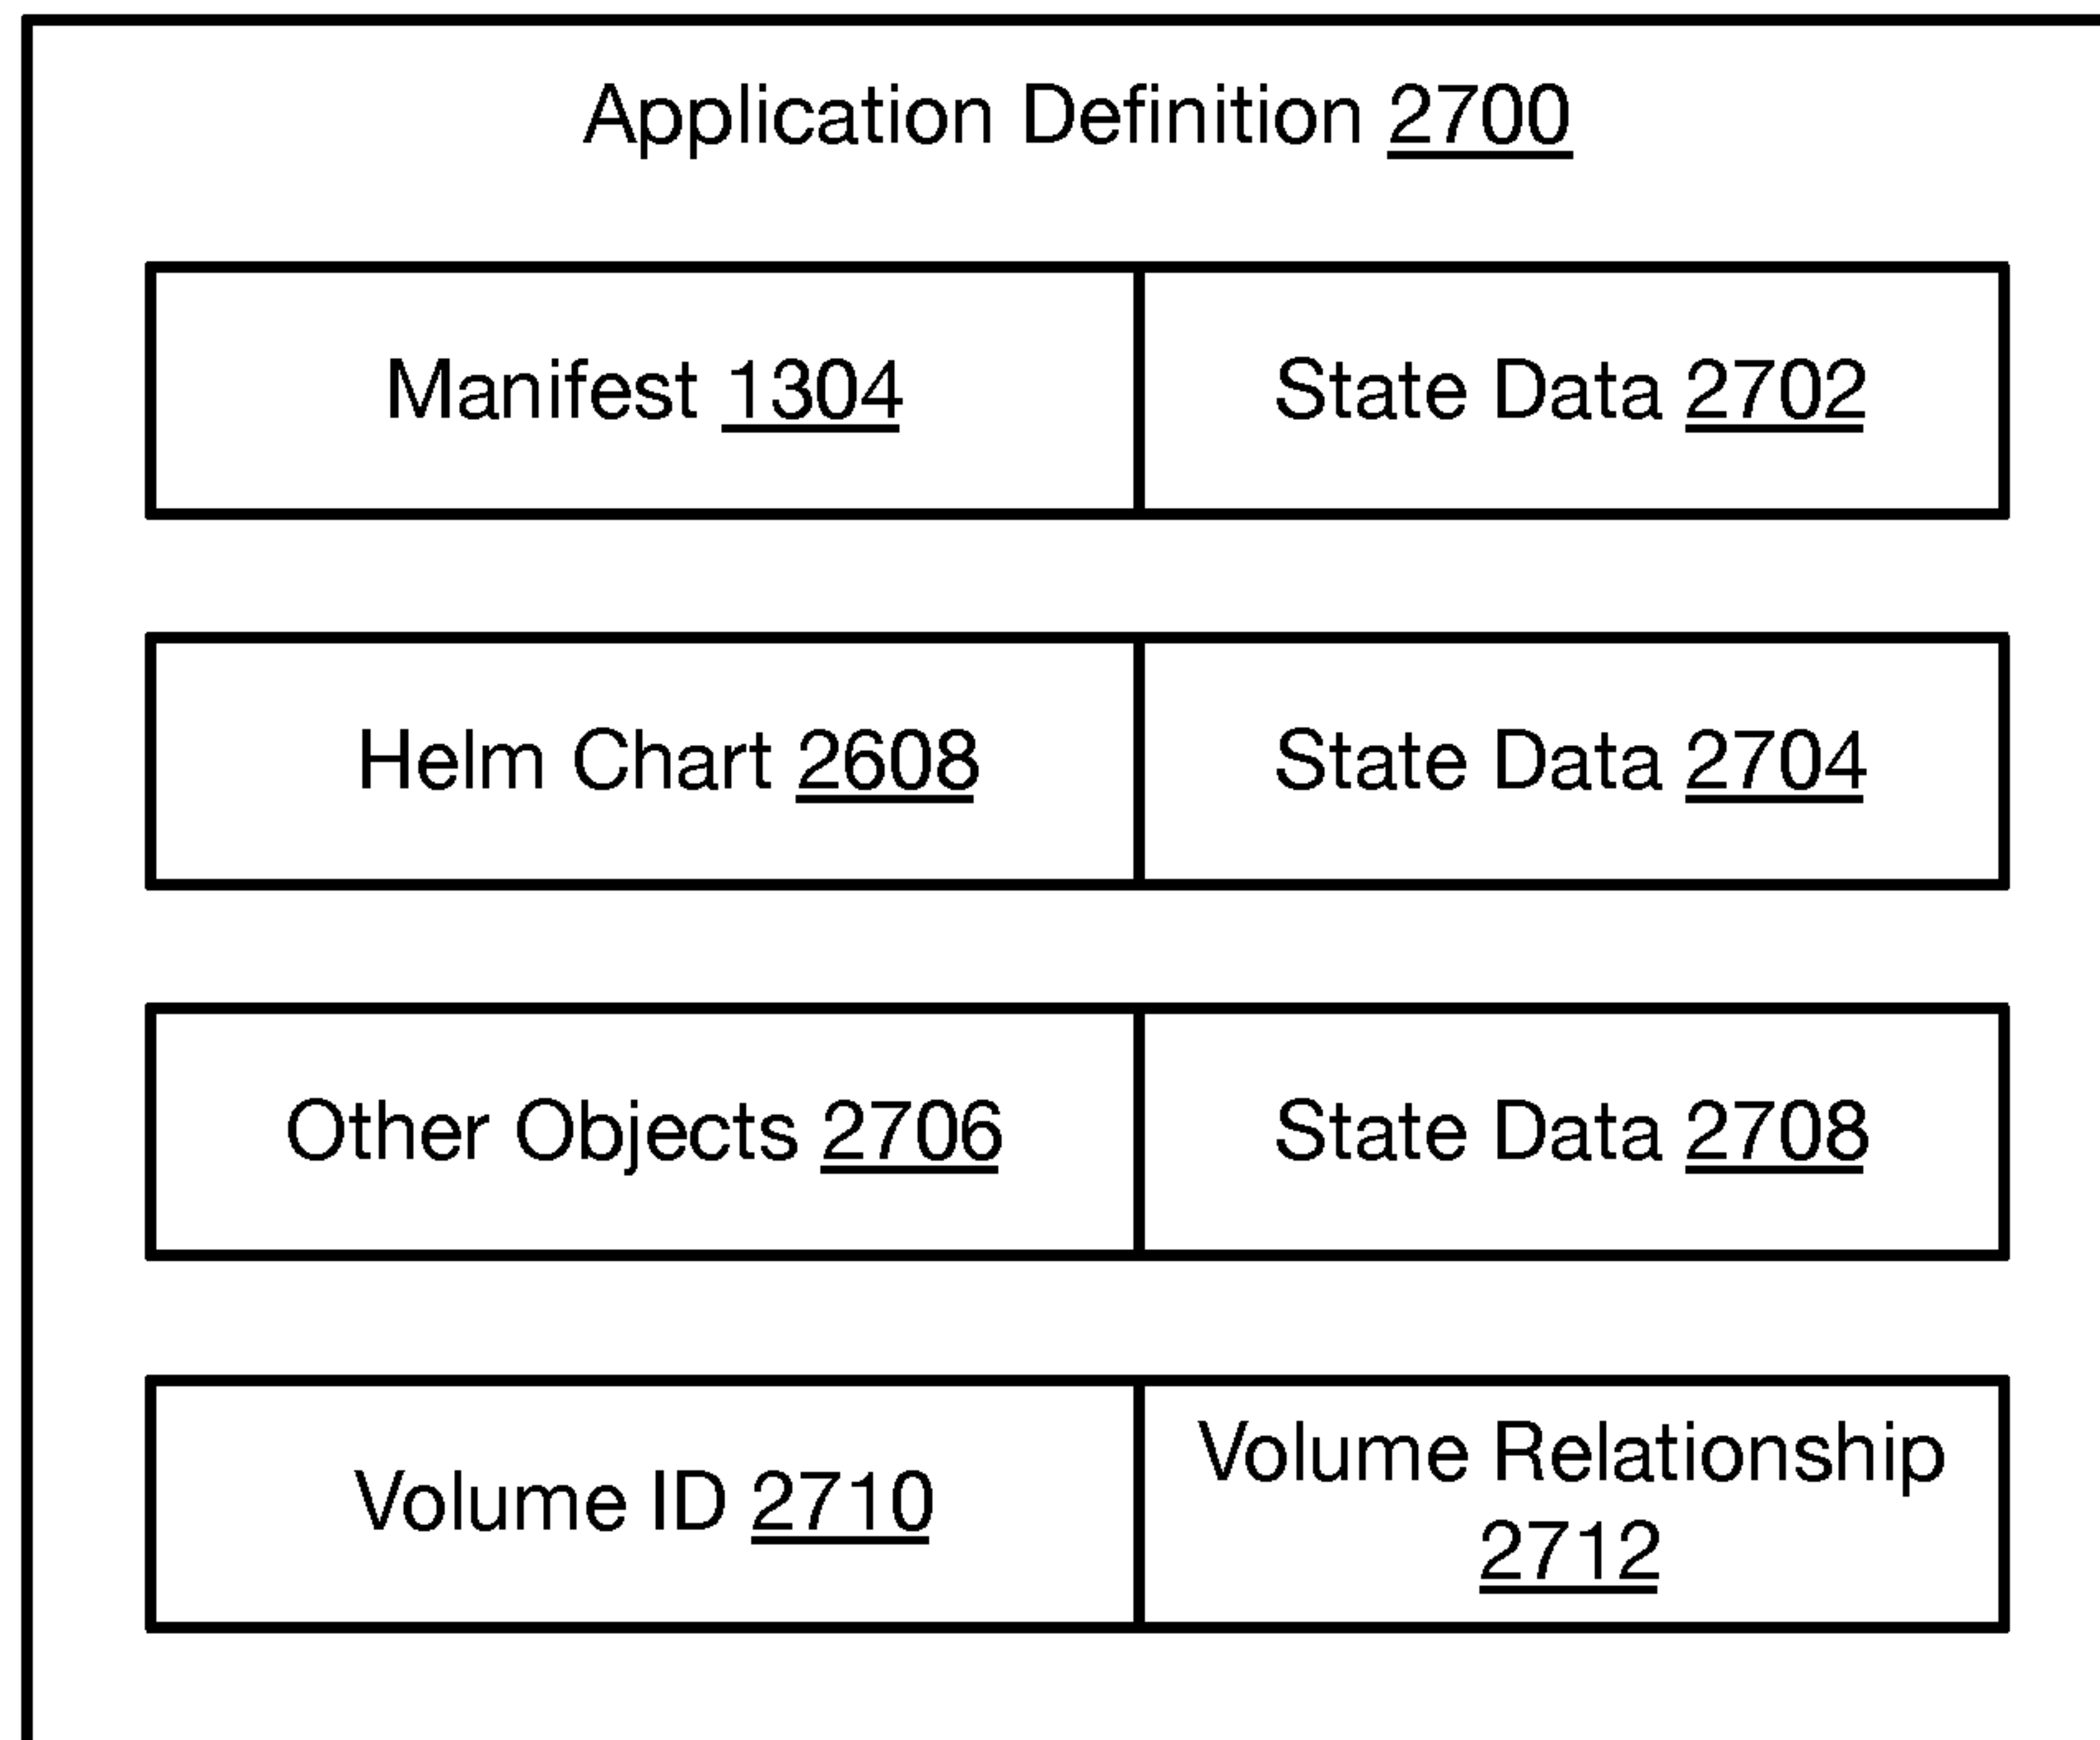 Application Definition 2700
Manifest 1304
State Data 2702
Helm Chart 2608
State Data 2704
Other Objects 2706
State Data 2708
Volume ID 2710
Volume Relationship
2712